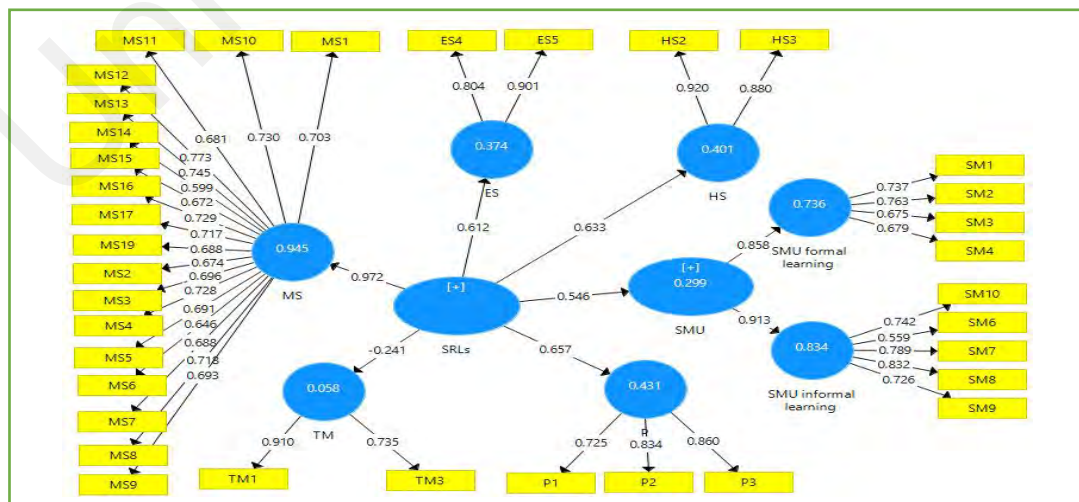 Uni
MS11
MS10
MS1
ES4
ES5
HS2
HS3
MS12
MS13
MS14
MS15
MS16
MS17
MS19
MS2
MS3
MS4
MS5
MS6
MS7
MS8
MS9
0.681
0.730
0.703
0.773
0.745
0.599
0.672
0.729
0.717
0.688
0.674
0.696
0.728
0.691
0.646
0.688
0.718
0.693
0.945
MS
0.972
0.804
0.901
0.374
ES
0.612
0.920
0.880
0.401
HS
0.633
[+]
SRLs
0.546
[+]
0.299
SMU
0.858
0.913
0.736
SMU formal
learning
0.737
0.763
0.675
0.679
SM1
SM2
SM3
SM4
0.834
SMU informal
learning
0.742
0.559
0.789
0.832
0.726
SM10
SM6
SM7
SM8
SM9
-0.241
0.058
TM
0.910
0.735
TM1
TM3
0.657
0.431
P
0.725
0.834
0.860
P1
P2
P3